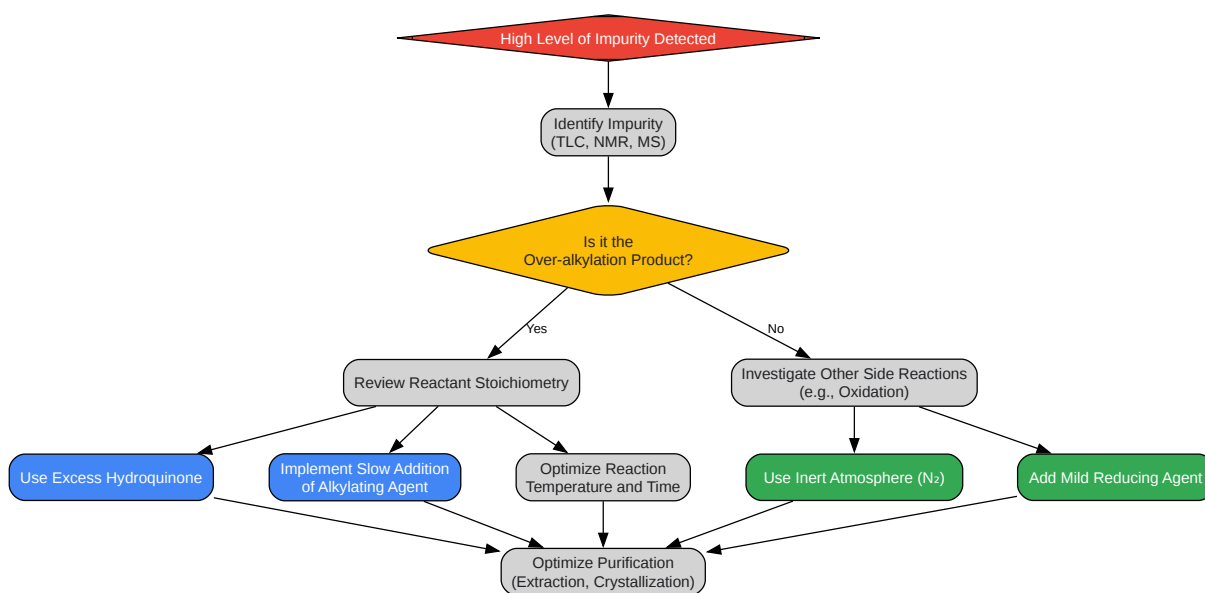 High Level of Impurity Detected
Identify Impurity
(TLC, NMR, MS)
Is it the
Over-alkylation Product?
Yes
No
Review Reactant Stoichiometry
Investigate Other Side Reactions
(e.g., Oxidation)
Use Excess Hydroquinone
Implement Slow Addition
of Alkylating Agent
Optimize Reaction
Temperature and Time
Use Inert Atmosphere (N₂)
Add Mild Reducing Agent
Optimize Purification
(Extraction, Crystallization)